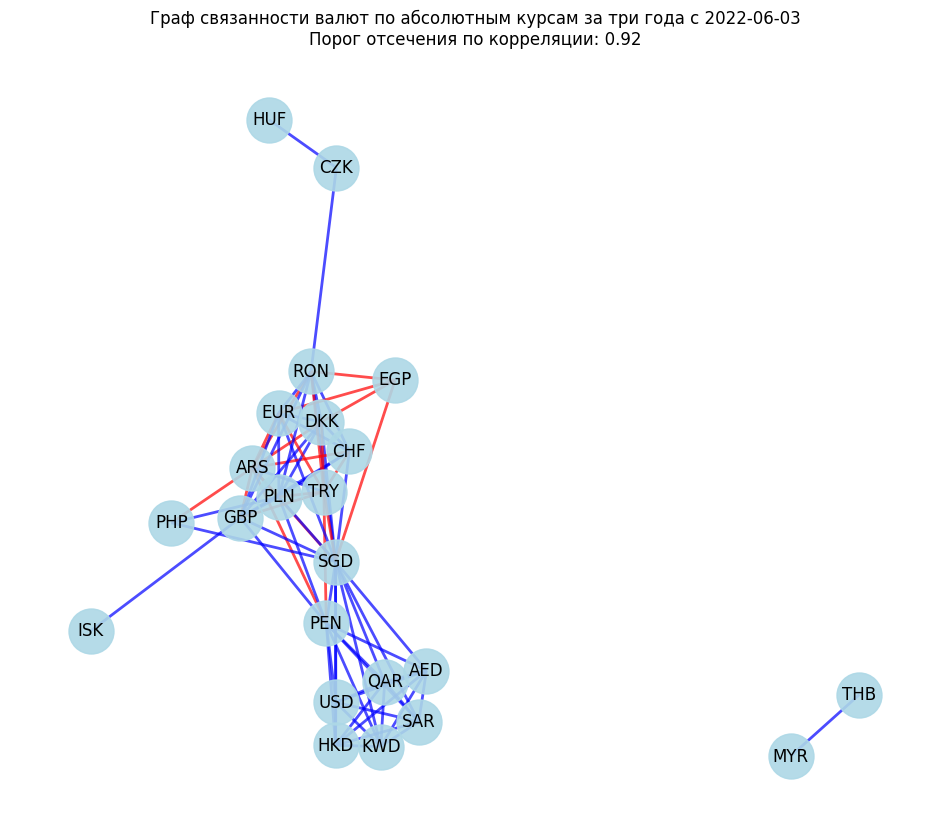 Граф связанности валют по абсолютным курсам за три года с 2022-06-03
Порог отсечения по корреляции: 0.92
HUF
CZK
RON
EGP
EUR
DKK
CHF
ARS
TRY
PLN
GBP
PHP
SGD
PEN
ISK
AED
QAR
THB
USD
SAR
HKD
KWD
MYR